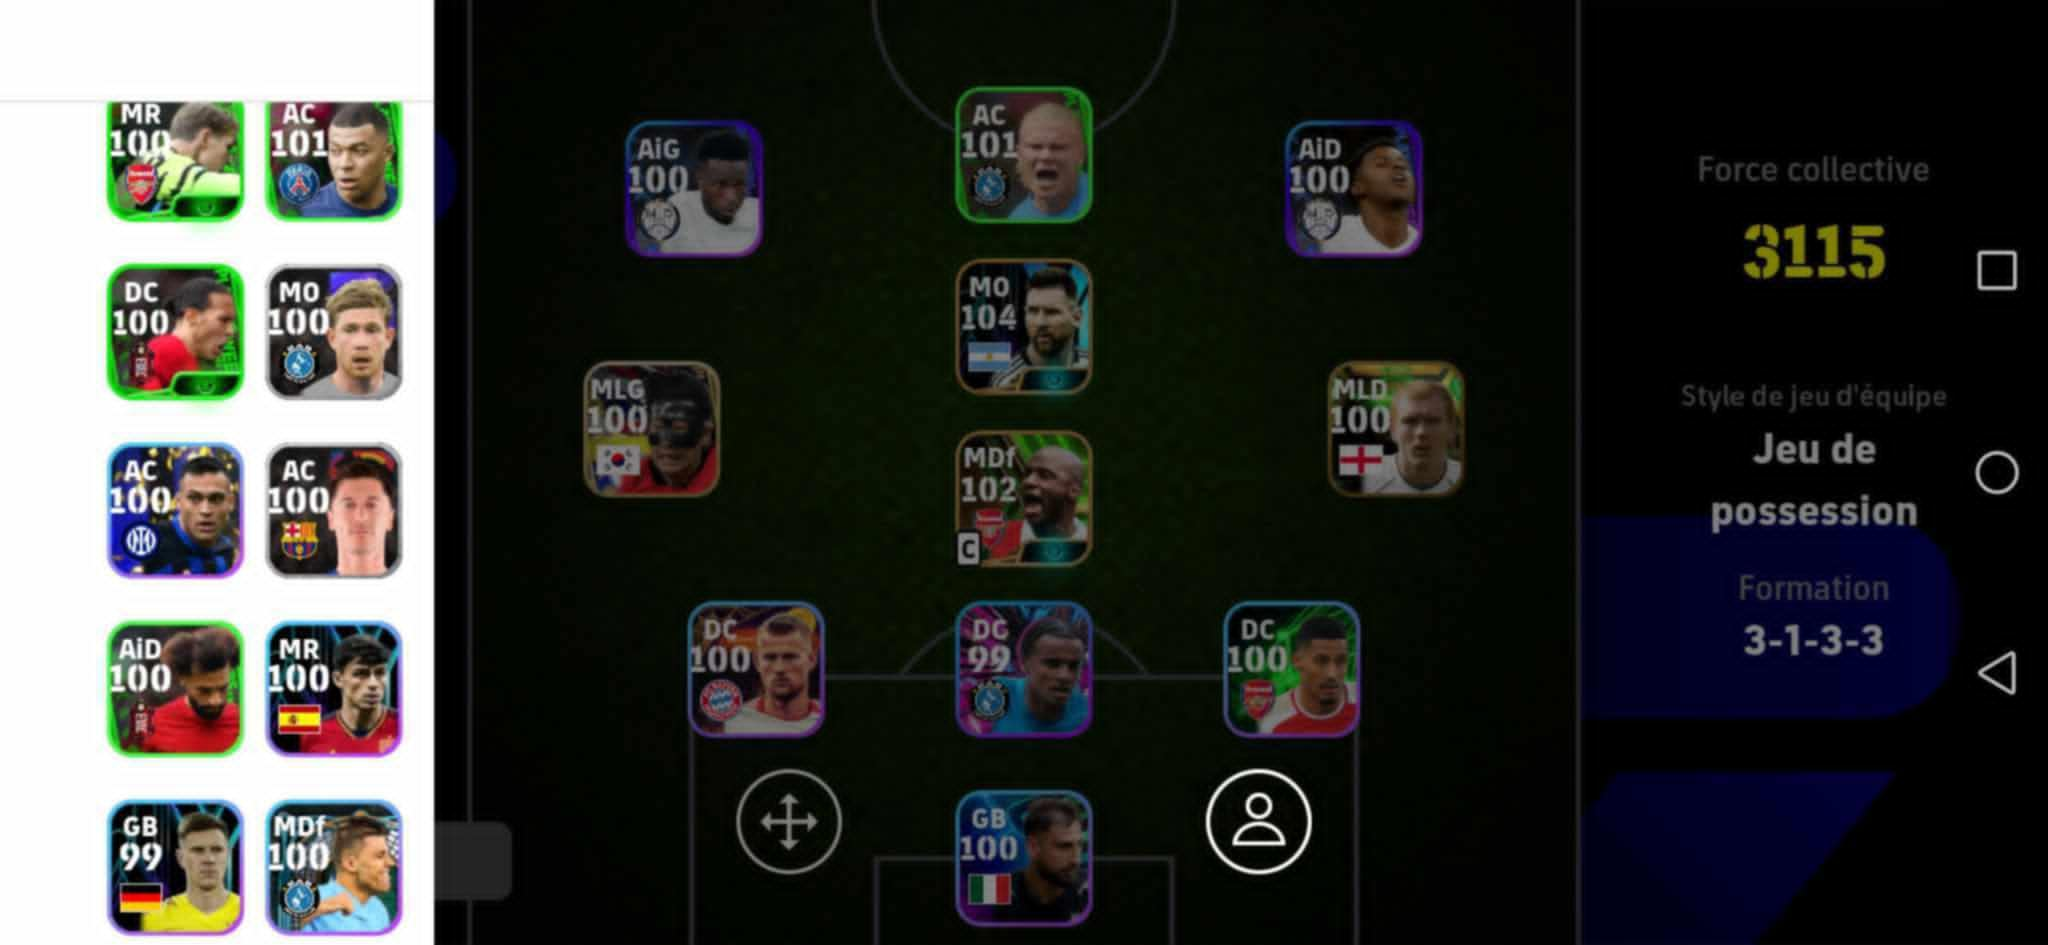 MR
100
AC
101
DC
100
MO
100
AC
100
AC
100
AiD
100
MR
100
GB
99
MDf
100
AiG
100
AC
101
AiD
100
MO
104
MLG
100
MLD
100
MDf
102
C
DC
100
DC
99
DC
100
GB
100
Force collective
3115
Style de jeu d'équipe
Jeu de
possession
Formation
3-1-3-3